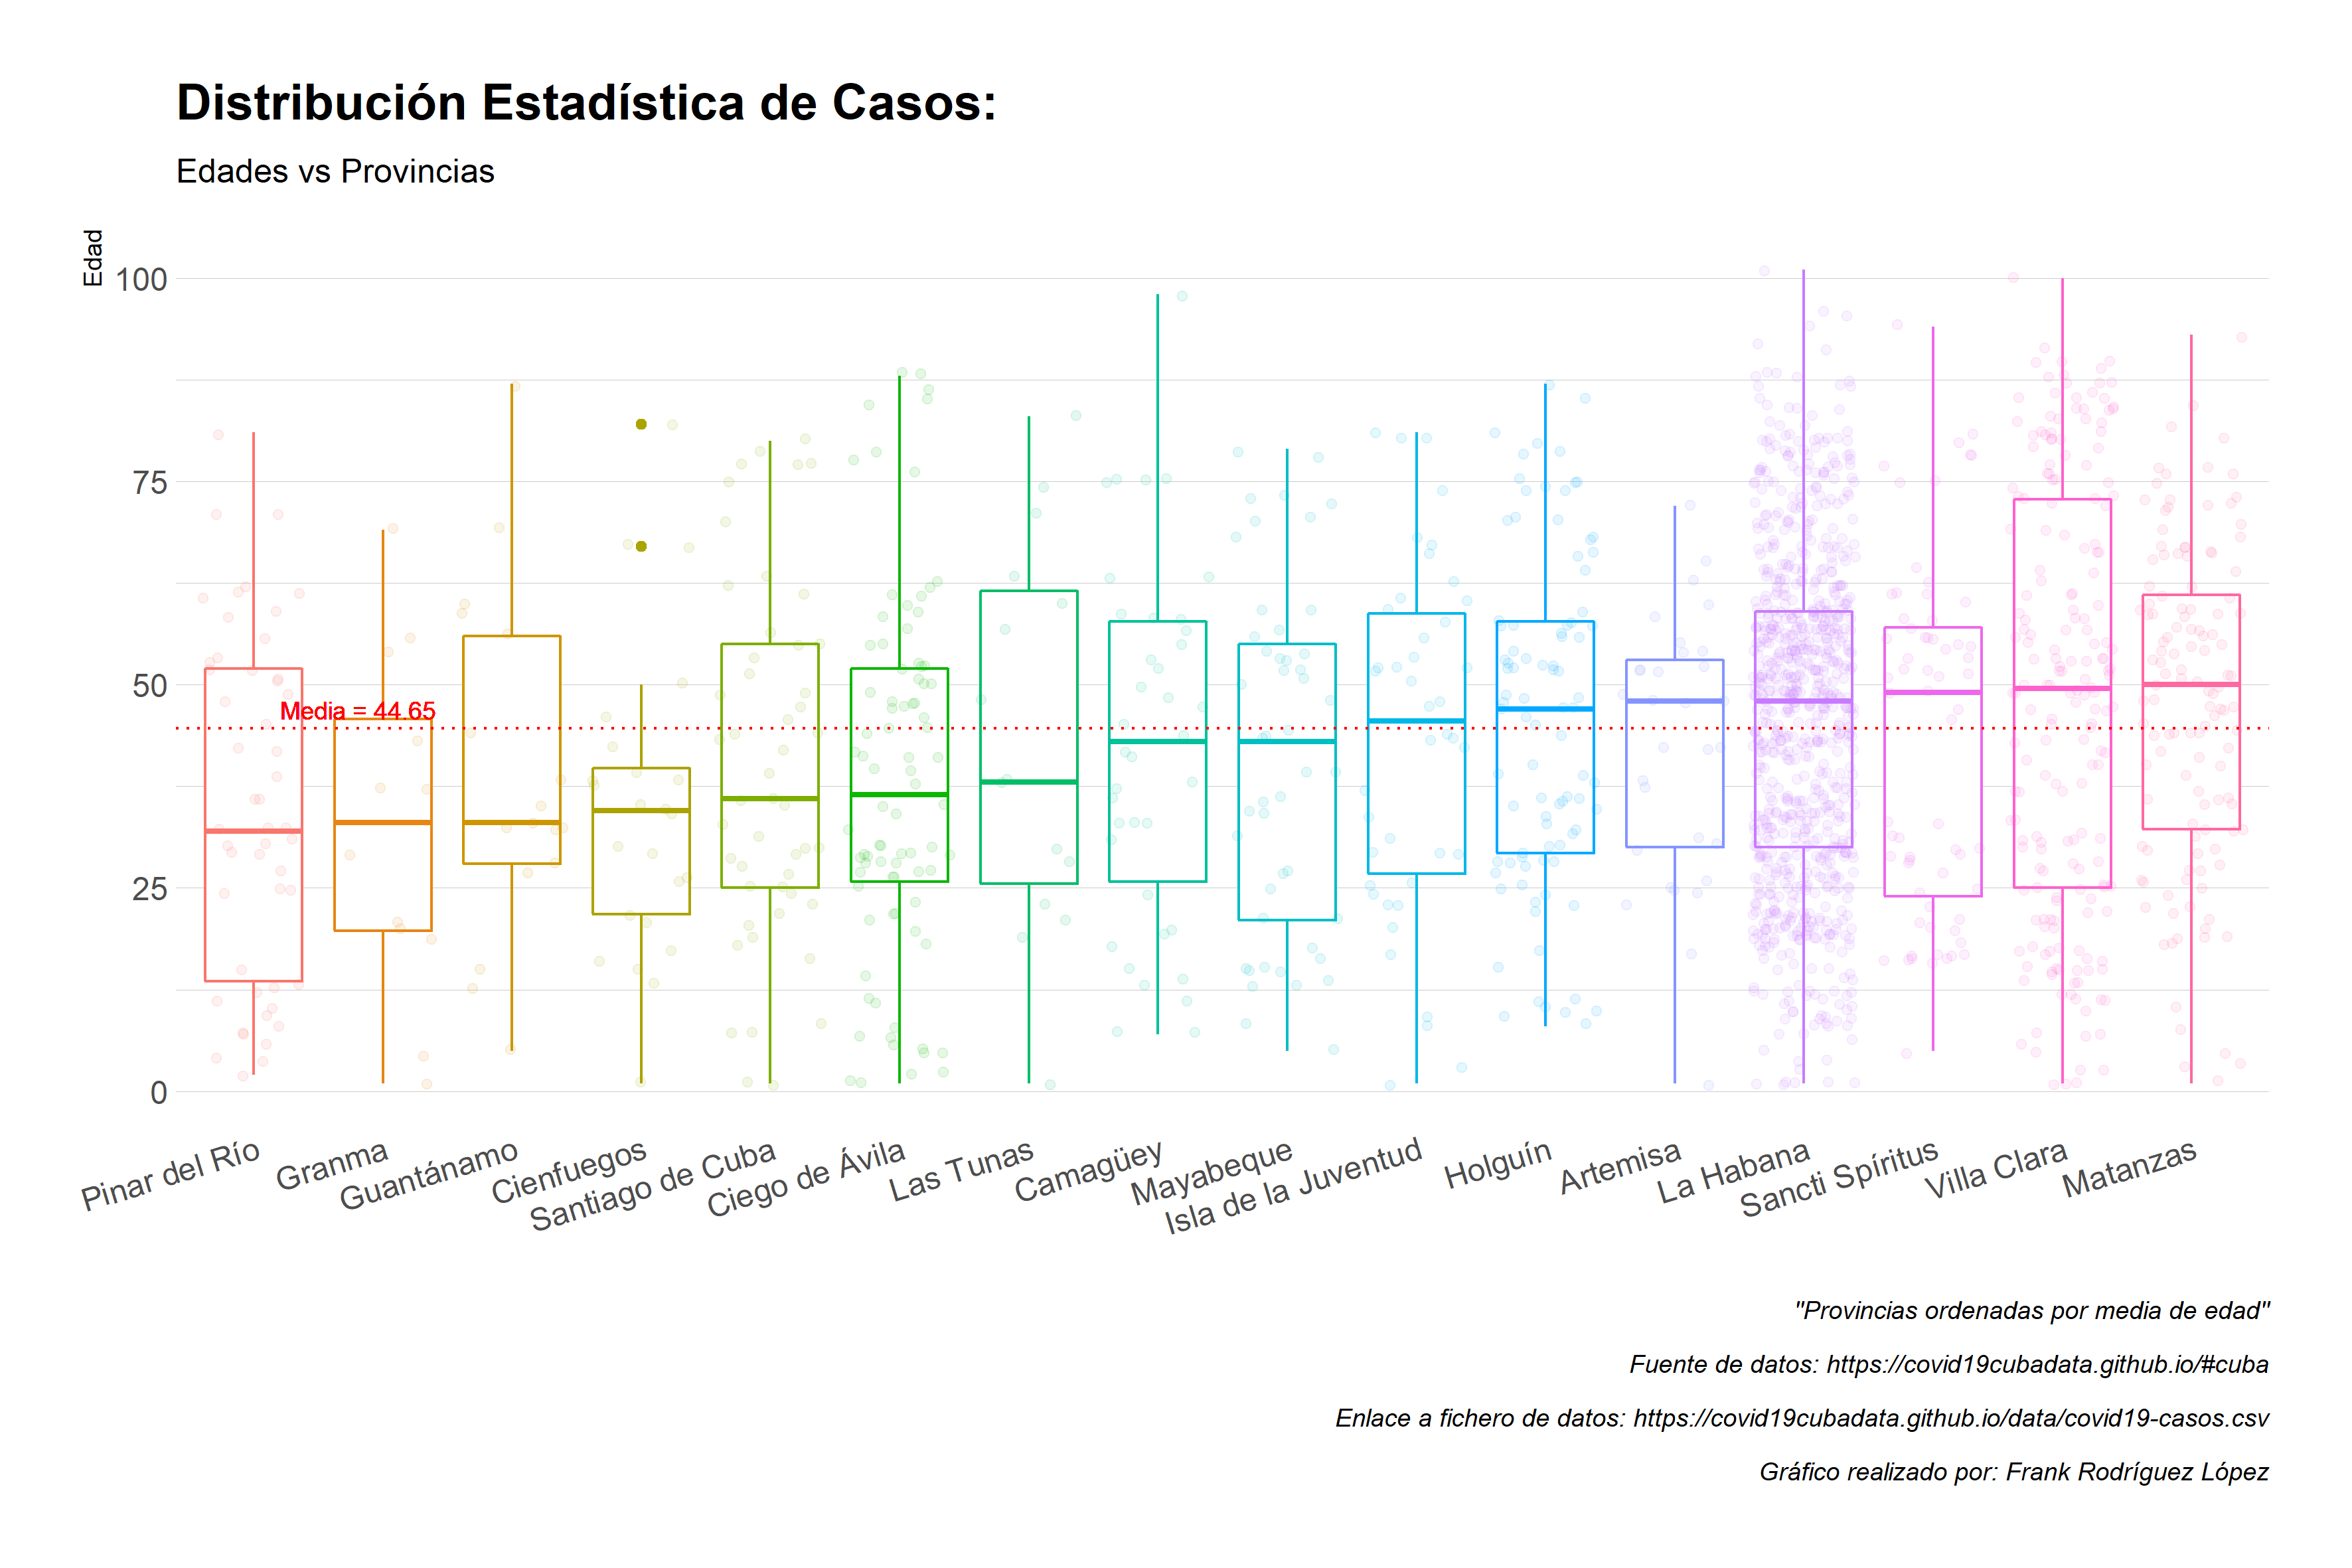 Distribución Estadística de Casos:
Edades vs Provincias
Edad
100
75
50
25
0
Media = 44.65
Pinar del Río
Granma
Guantánamo
Cienfuegos
Santiago de Cuba
Ciego de Ávila
Las Tunas
Camagüey
Mayabeque
Isla de la Juventud
Holguín
Artemisa
La Habana
Sancti Spíritus
Villa Clara
Matanzas
"Provincias ordenadas por media de edad"
Fuente de datos: https://covid19cubadata.github.io/#cuba
Enlace a fichero de datos: https://covid19cubadata.github.io/data/covid19-casos.csv
Gráfico realizado por: Frank Rodríguez López